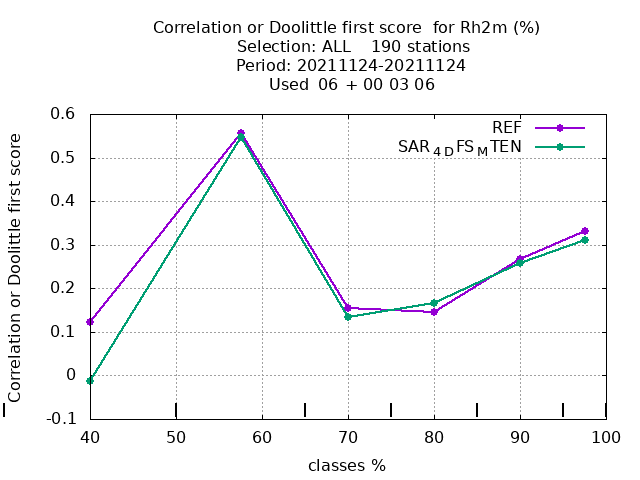 Correlation or Doolittle first score  for Rh2m (%)
Selection: ALL    190 stations
Period: 20211124-20211124
Used  06 + 00 03 06
REF
SAR4DFSMTEN
Correlation or Doolittle first score
0.6
0.5
0.4
0.3
0.2
0.1
0
-0.1
40 50 60 70 80 90 100
classes %